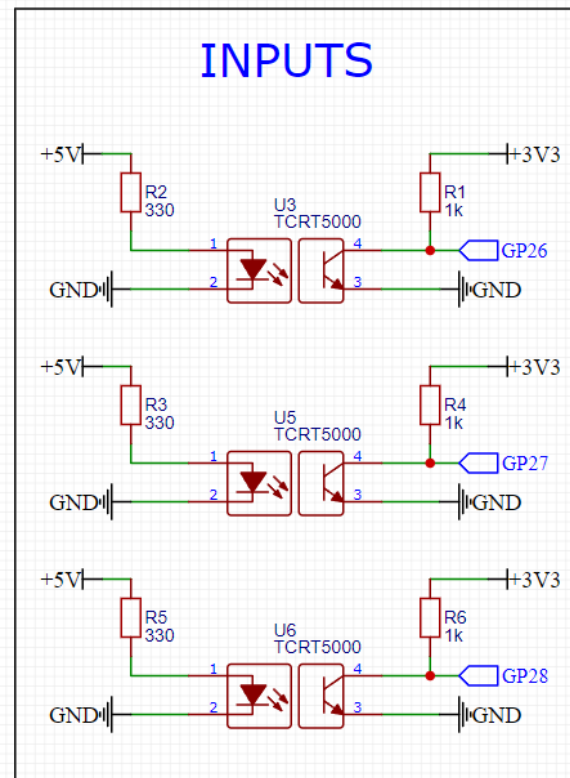 INPUTS
+5V
+3V3
R2
330
R1
1k
U3
TCRT5000
1
4
GP26
2
3
GND
GND
+5V
+3V3
R3
330
R4
1k
U5
TCRT5000
1
4
GP27
2
3
GND
GND
+5V
+3V3
R5
330
R6
1k
U6
TCRT5000
1
4
GP28
2
3
GND
GND